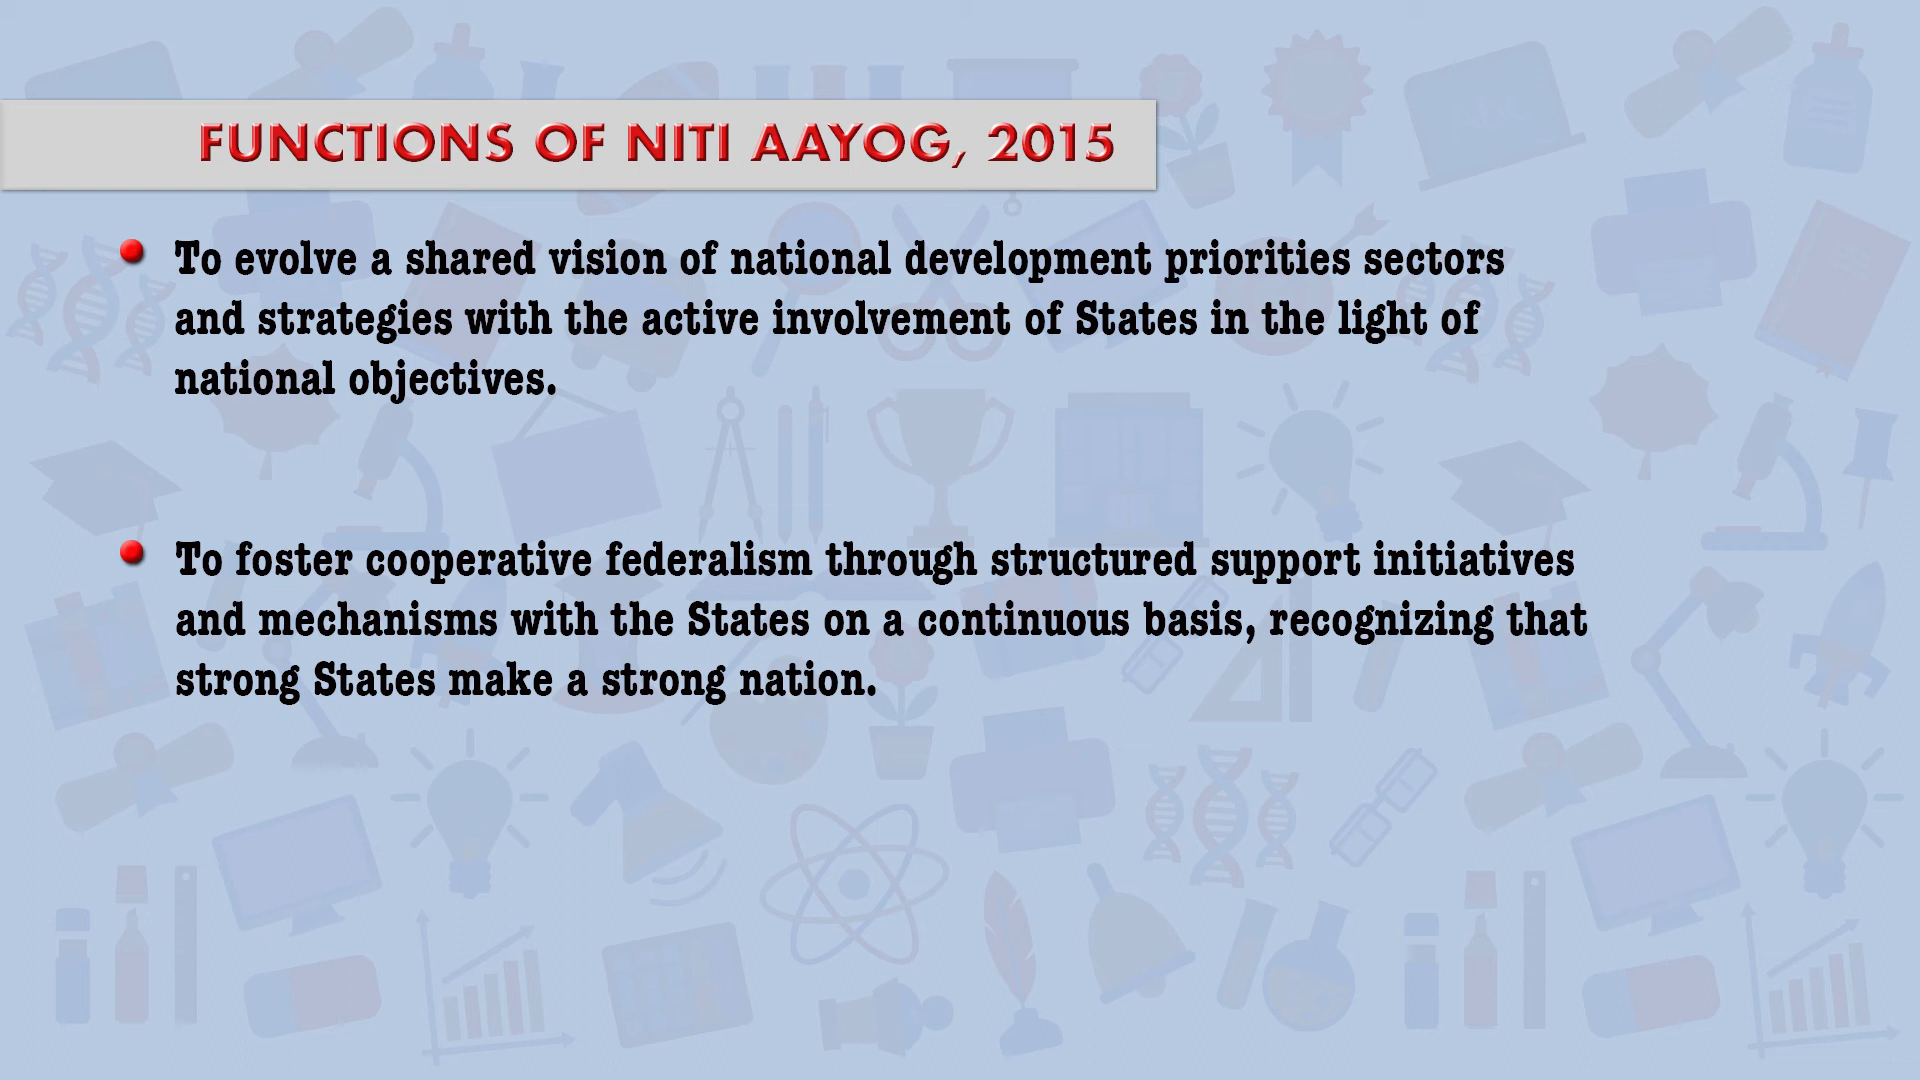 FUNCTIONS OF NITI AAYOG, 2015
To evolve a shared vision of national development priorities sectors
and strategies with the active involvement of States in the light of
national objectives.
To foster cooperative federalism through structured support initiatives
and mechanisms with the States on a continuous basis, recognizing that
strong States make a strong nation.